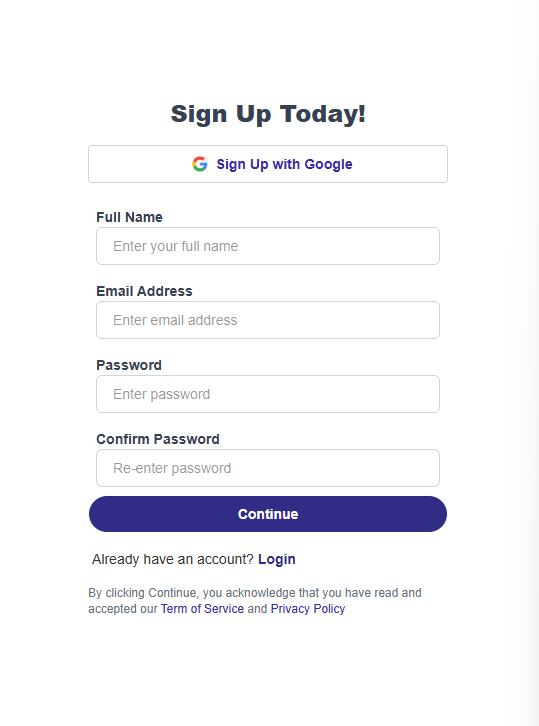 Sign Up Today!
Sign Up with Google
Full Name
Enter your full name
Email Address
Enter email address
Password
Enter password
Confirm Password
Re-enter password
Continue
Already have an account? Login
By clicking Continue, you acknowledge that you have read and
accepted our Term of Service and Privacy Policy